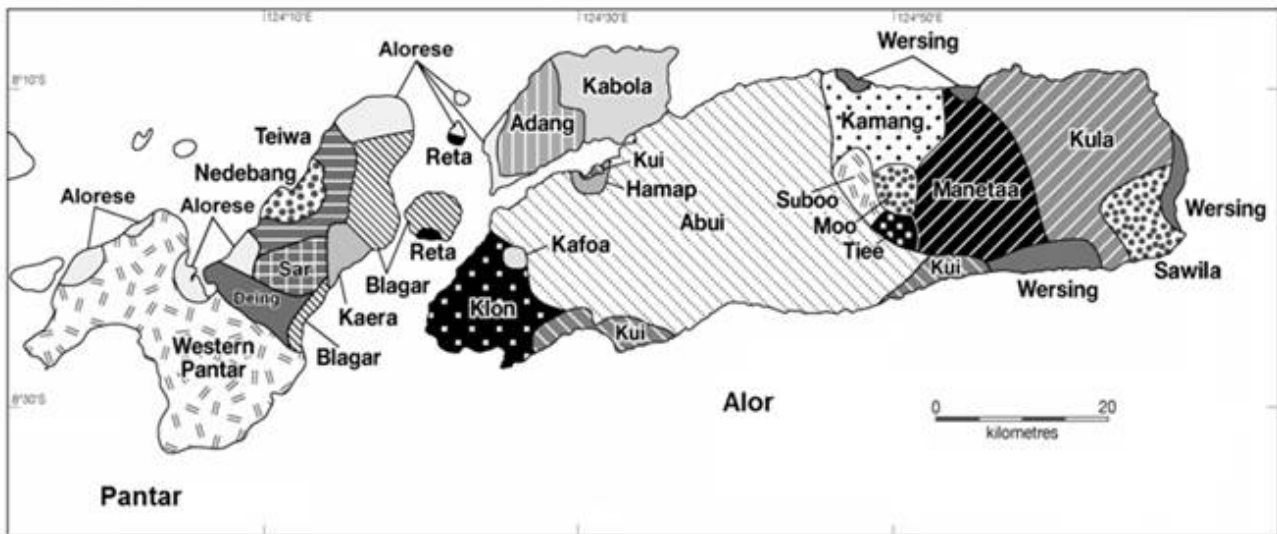 124°10'E
124°30'E
124°50'E
8°10'S
8°30'S
Alorese
Wersing
Kabola
Adang
Kamang
Kula
Teiwa
Reta
Nedebang
Kui
Hamap
Suboo
Manetaa
Alorese
Alorese
Abui
Moo
Wersing
Tiee
Reta
Kafoa
Sar
Blagar
Kui
Sawila
Deing
Kaera
Klon
Wersing
Western
Pantar
Blagar
Kui
Alor
0 20
kilometres
Pantar